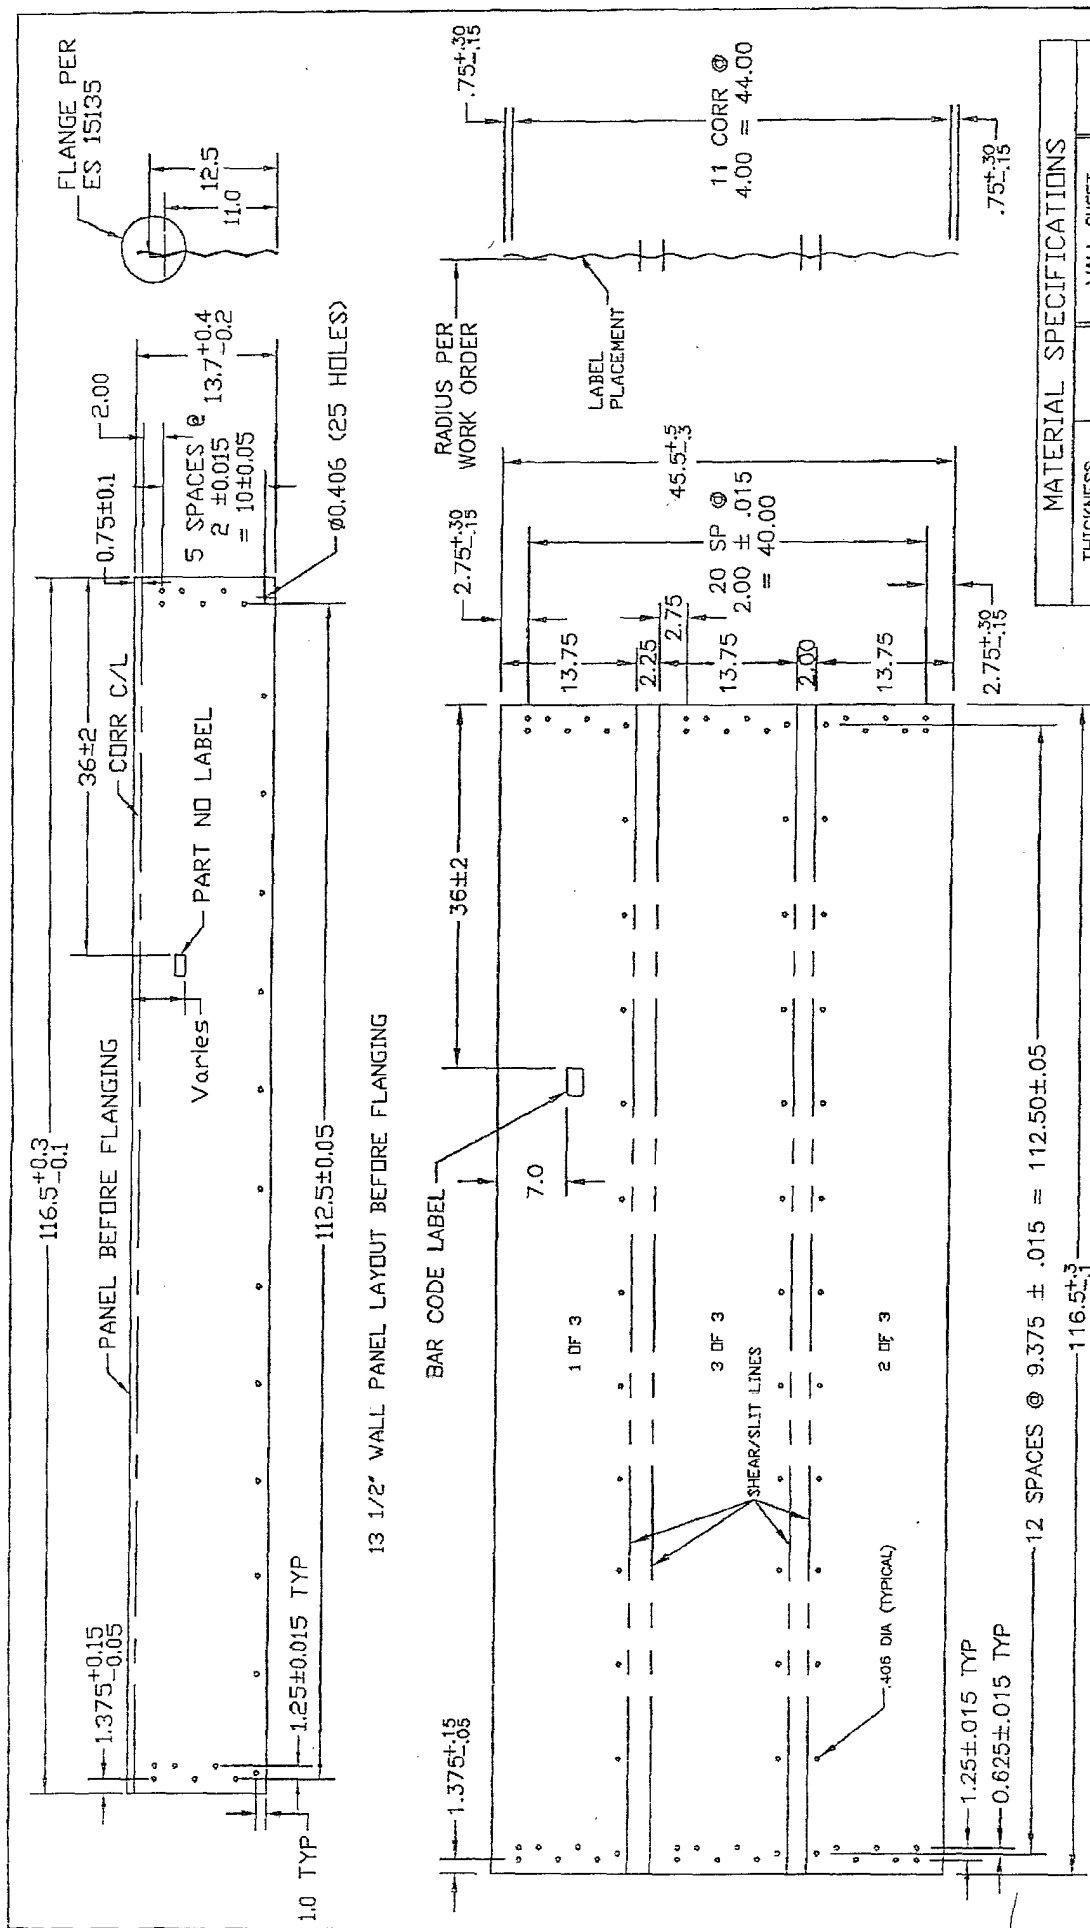 FLANGE PER
ES 15135
12.5
11.0
116.5+0.3
-0.1
PANEL BEFORE FLANGING
36±2
CORR C/L
PART NO LABEL
Varies
0.75±0.1
2.00
5 SPACES @
2 ±0.015
= 10±0.05
13.7+0.4
-0.2
ø0.406 (25 HOLES)
1.375+0.15
-0.05
1.25±0.015 TYP
1.0 TYP
112.5±0.05
13 1/2" WALL PANEL LAYOUT BEFORE FLANGING
.75+.30
-.15
11 CORR @
4.00 = 44.00
.75+.30
-.15
RADIUS PER
WORK ORDER
LABEL
PLACEMENT
2.75+.30
-.15
45.5+.5
-.3
20 SP @
2.00 ± .015
= 40.00
2.75
13.75
2.25
13.75
2.00
13.75
2.75+.30
-.15
36±2
BAR CODE LABEL
7.0
1 OF 3
3 OF 3
2 OF 3
SHEAR/SLIT LINES
.406 DIA (TYPICAL)
1.375+.15
-.05
1.25±.015 TYP
0.625±.015 TYP
12 SPACES @ 9.375 ± .015 = 112.50±.05
116.5+.3
-.1
MATERIAL SPECIFICATIONS
THICKNESS
WALL SHEET